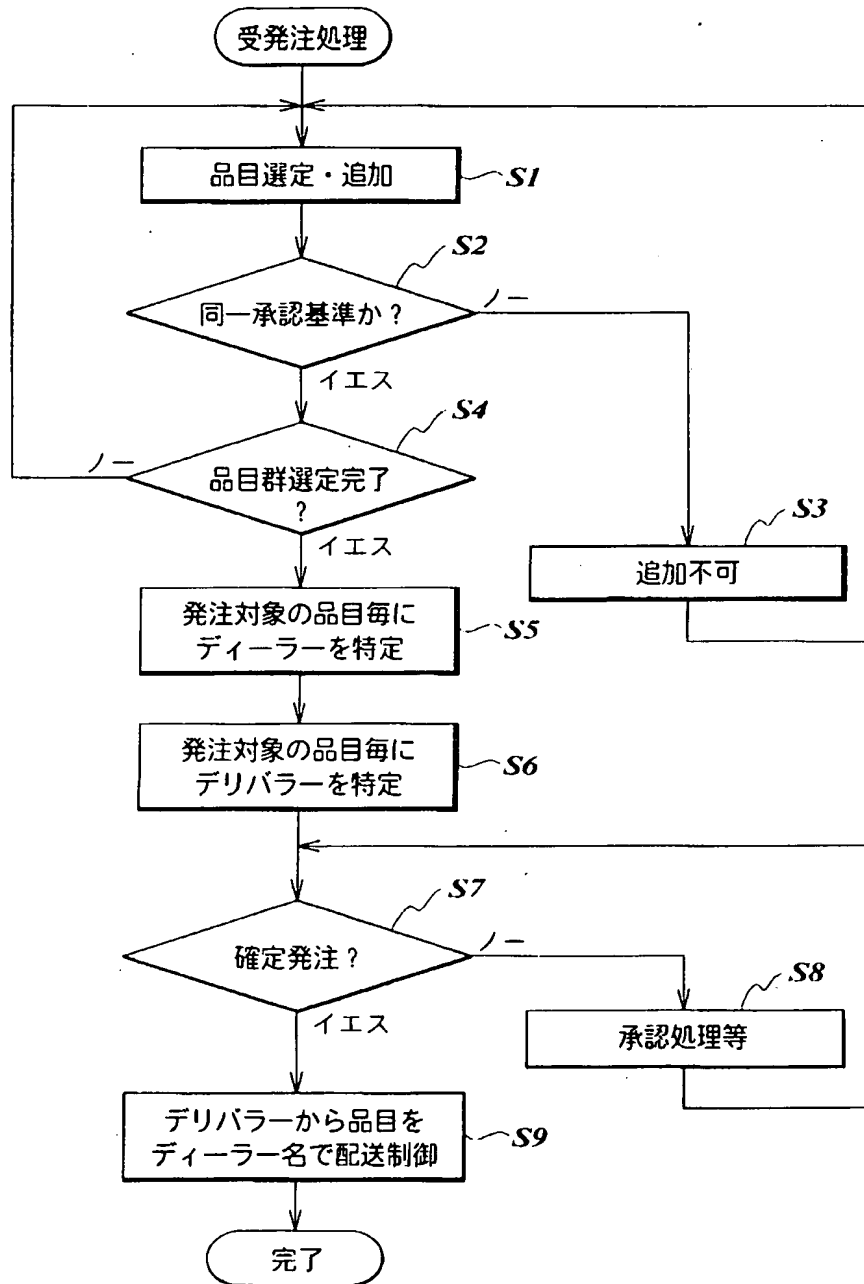 受発注処理
品目選定・追加
S1
S2
同一承認基準か?
ノー
イエス
S4
ノー
品目群選定完了
?
イエス
S3
追加不可
発注対象の品目毎に
ディーラーを特定
S5
発注対象の品目毎に
デリバラーを特定
S6
S7
確定発注?
ノー
イエス
S8
承認処理等
デリバラーから品目を
ディーラー名で配送制御
S9
完了